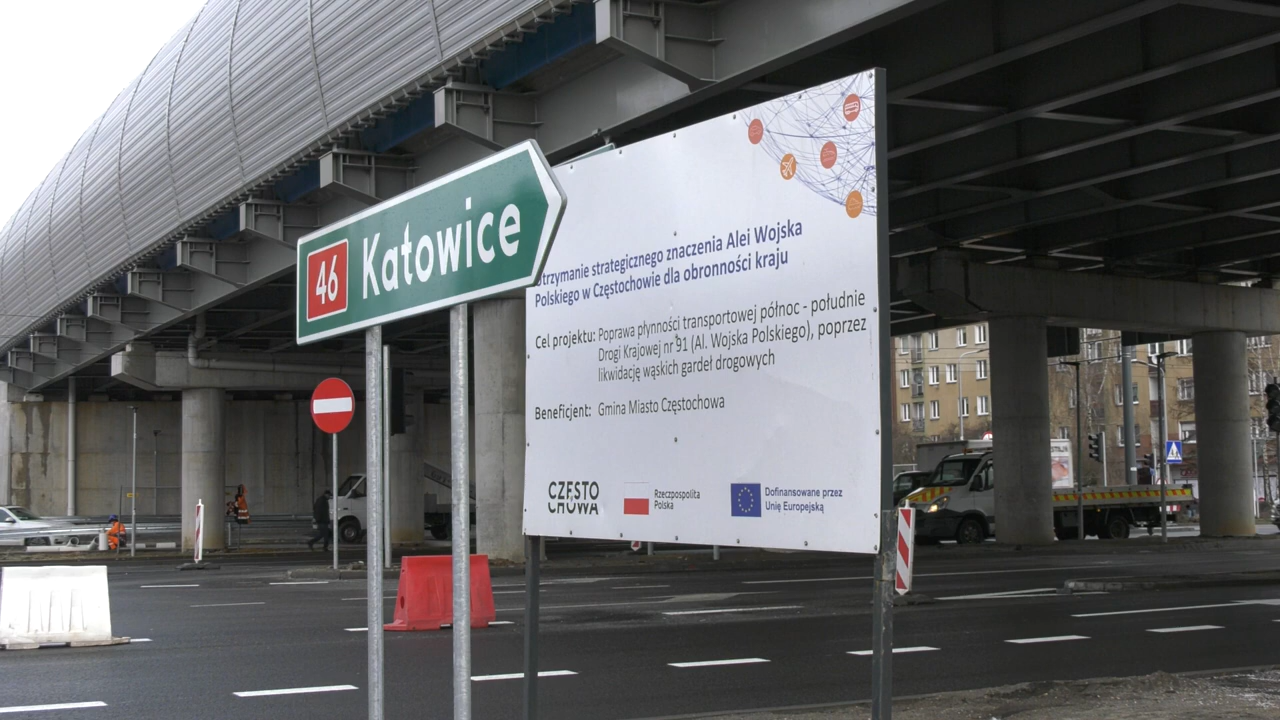 46 Katowice
strategicznego znaczenia Alei Wojska
Polskiego w Częstochowie dla obronności kraju
Cel projektu: Poprawa płynności transportowej północ - południe
Drogi Krajowej nr 91 (Al. Wojska Polskiego), poprzez
likwidację wąskich gardeł drogowych
Beneficjent: Gmina Miasto Częstochowa
CZĘSTO
CHOWA
Rzeczpospolita
Polska
Dofinansowane przez
Unię Europejską